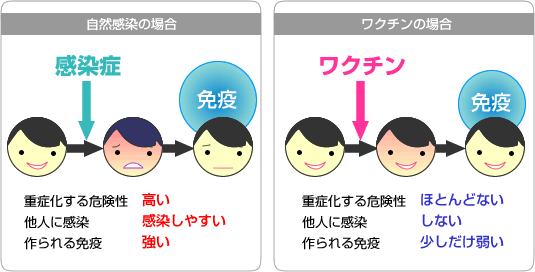 自然感染の場合
感染症
免疫
重症化する危険性 高い
他人に感染 感染しやすい
作られる免疫 強い
ワクチンの場合
ワクチン
免疫
重症化する危険性 ほとんどない
他人に感染 しない
作られる免疫 少しだけ弱い